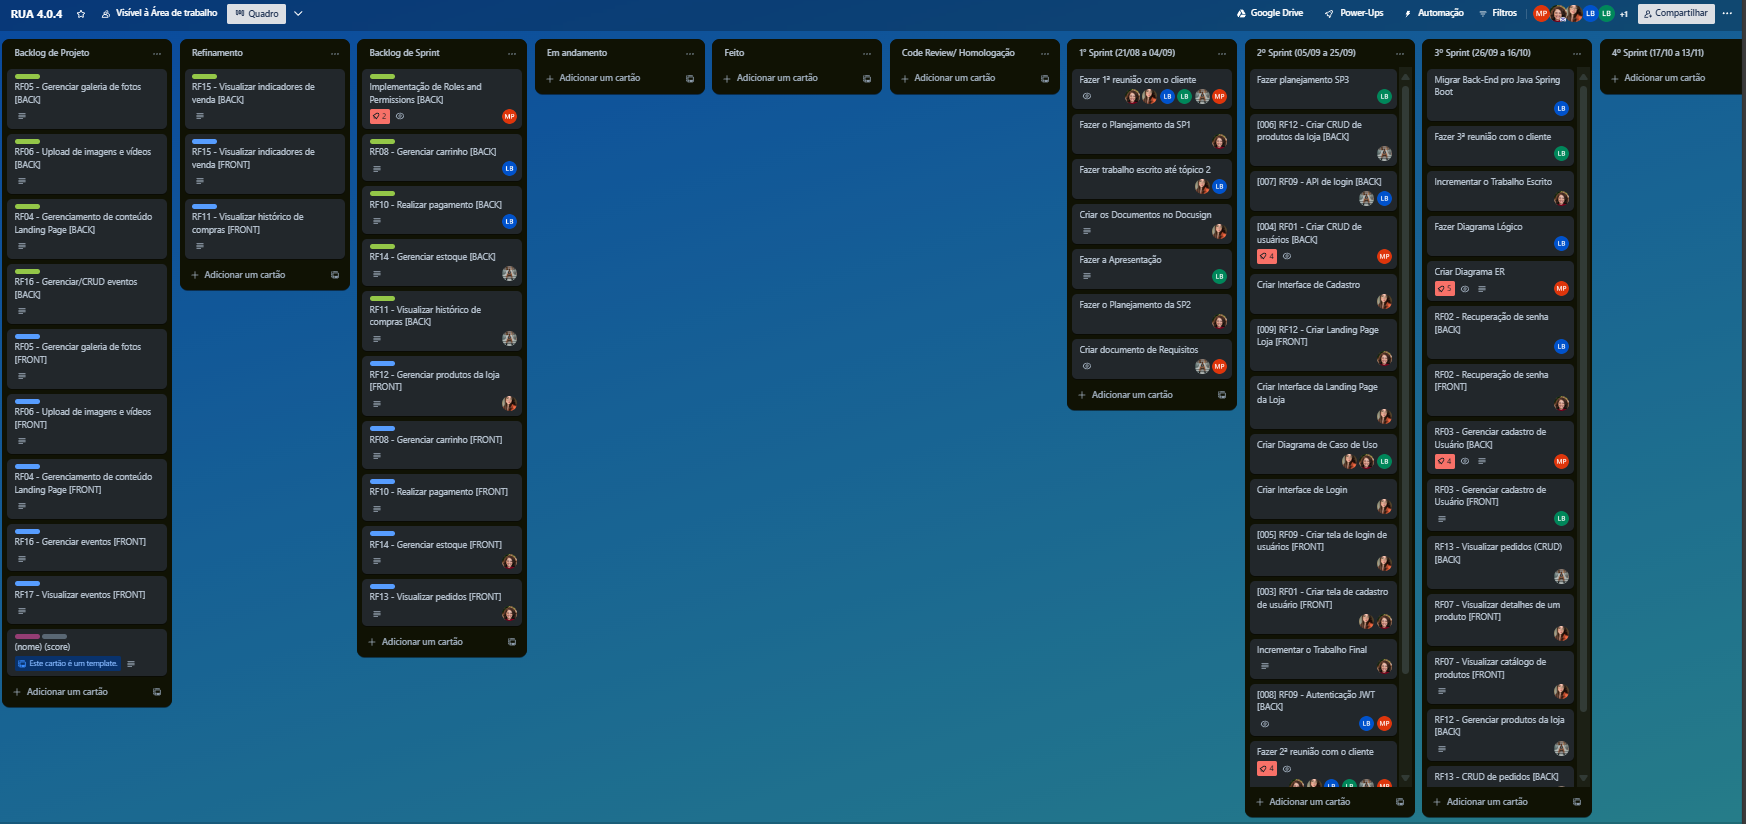 RUA 4.0.4
Visível à Área de trabalho
Quadro
Google Drive
Power-Ups
Automação
Filtros
MP
LB
LB
+1
Compartilhar
Backlog de Projeto
RF05 - Gerenciar galeria de fotos
[BACK]
RF06 - Upload de imagens e vídeos
[BACK]
RF04 - Gerenciamento de conteúdo
Landing Page [BACK]
RF16 - Gerenciar/CRUD eventos
[BACK]
RF05 - Gerenciar galeria de fotos
[FRONT]
RF06 - Upload de imagens e vídeos
[FRONT]
RF04 - Gerenciamento de conteúdo
Landing Page [FRONT]
RF16 - Gerenciar eventos [FRONT]
RF17 - Visualizar eventos [FRONT]
(nome) (score)
Este cartão é um template.
Adicionar um cartão
Refinamento
RF15 - Visualizar indicadores de
venda [BACK]
RF15 - Visualizar indicadores de
venda [FRONT]
RF11 - Visualizar histórico de
compras [FRONT]
Adicionar um cartão
Backlog de Sprint
Implementação de Roles and
Permissions [BACK]
2
MP
RF08 - Gerenciar carrinho [BACK]
LB
RF10 - Realizar pagamento [BACK]
LB
RF14 - Gerenciar estoque [BACK]
RF11 - Visualizar histórico de
compras [BACK]
RF12 - Gerenciar produtos da loja
[FRONT]
RF08 - Gerenciar carrinho [FRONT]
RF10 - Realizar pagamento [FRONT]
RF14 - Gerenciar estoque [FRONT]
RF13 - Visualizar pedidos [FRONT]
Adicionar um cartão
Em andamento
Adicionar um cartão
Feito
Adicionar um cartão
Code Review/ Homologação
Adicionar um cartão
1º Sprint (21/08 a 04/09)
Fazer 1ª reunião com o cliente
LB
LB
MP
Fazer o Planejamento da SP1
Fazer trabalho escrito até tópico 2
LB
Criar os Documentos no Docusign
Fazer a Apresentação
LB
Fazer o Planejamento da SP2
Criar documento de Requisitos
MP
Adicionar um cartão
2º Sprint (05/09 a 25/09)
Fazer planejamento SP3
LB
[006] RF12 - Criar CRUD de
produtos da loja [BACK]
[007] RF09 - API de login [BACK]
LB
[004] RF01 - Criar CRUD de
usuários [BACK]
4
MP
Criar Interface de Cadastro
[009] RF12 - Criar Landing Page
Loja [FRONT]
Criar Interface da Landing Page
da Loja
Criar Diagrama de Caso de Uso
LB
Criar Interface de Login
[005] RF09 - Criar tela de login de
usuários [FRONT]
[003] RF01 - Criar tela de cadastro
de usuário [FRONT]
Incrementar o Trabalho Final
[008] RF09 - Autenticação JWT
[BACK]
LB
MP
Fazer 2ª reunião com o cliente
4
LB
LB
MP
Adicionar um cartão
3º Sprint (26/09 a 16/10)
Migrar Back-End pro Java Spring
Boot
LB
Fazer 3ª reunião com o cliente
LB
Incrementar o Trabalho Escrito
Fazer Diagrama Lógico
LB
Criar Diagrama ER
5
MP
RF02 - Recuperação de senha
[BACK]
LB
RF02 - Recuperação de senha
[FRONT]
RF03 - Gerenciar cadastro de
Usuário [BACK]
4
MP
RF03 - Gerenciar cadastro de
Usuário [FRONT]
LB
RF13 - Visualizar pedidos (CRUD)
[BACK]
RF07 - Visualizar detalhes de um
produto [FRONT]
RF07 - Visualizar catálogo de
produtos [FRONT]
RF12 - Gerenciar produtos da loja
[BACK]
RF13 - CRUD de pedidos [BACK]
Adicionar um cartão
4º Sprint (17/10 a 13/11)
Adicionar um cartão